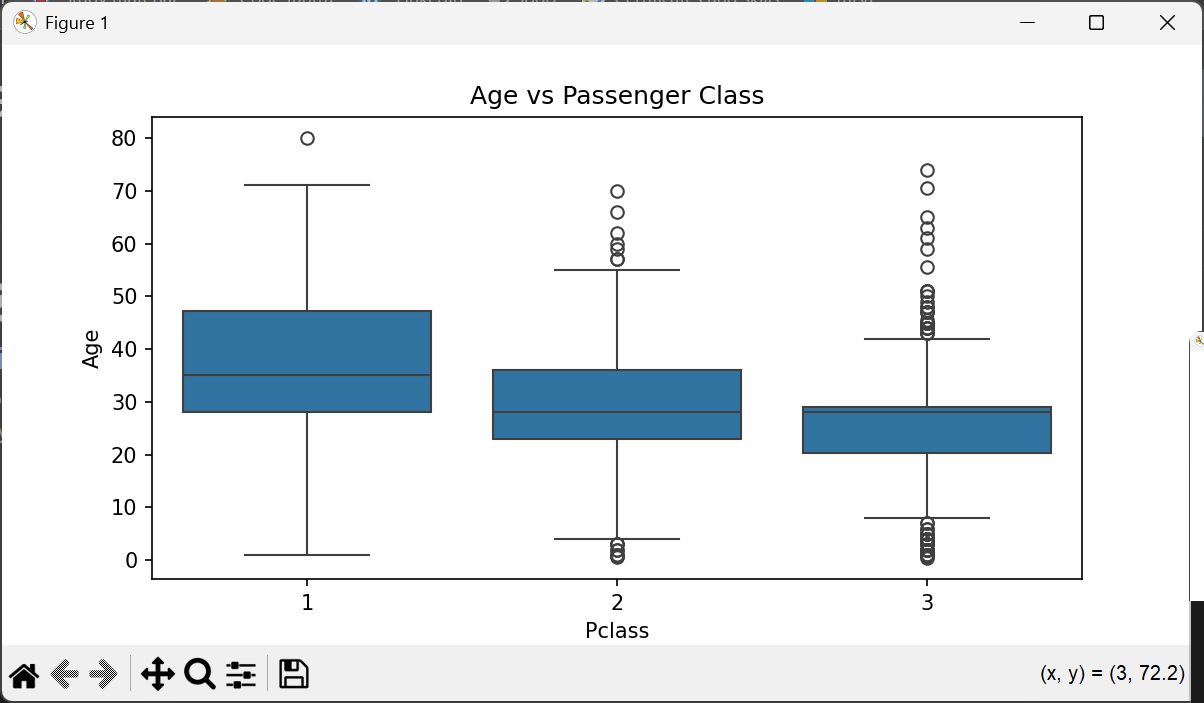 Figure 1
Age vs Passenger Class
80
70
60
50
40
30
20
10
0
Age
1
2
3
Pclass
(x, y) = (3, 72.2)